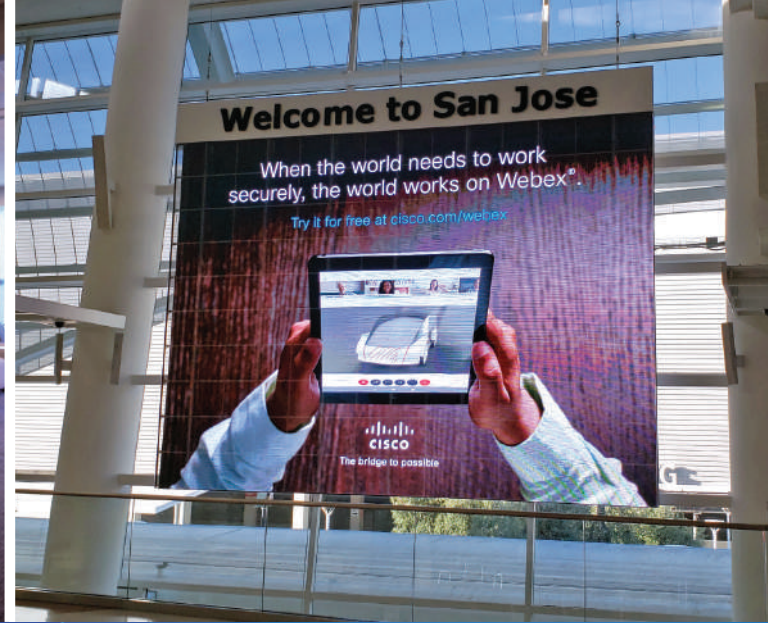 Welcome to San Jose
When the world needs to work
securely, the world works on Webex®.
Try it for free at cisco.com/webex
CISCO
The bridge to possible